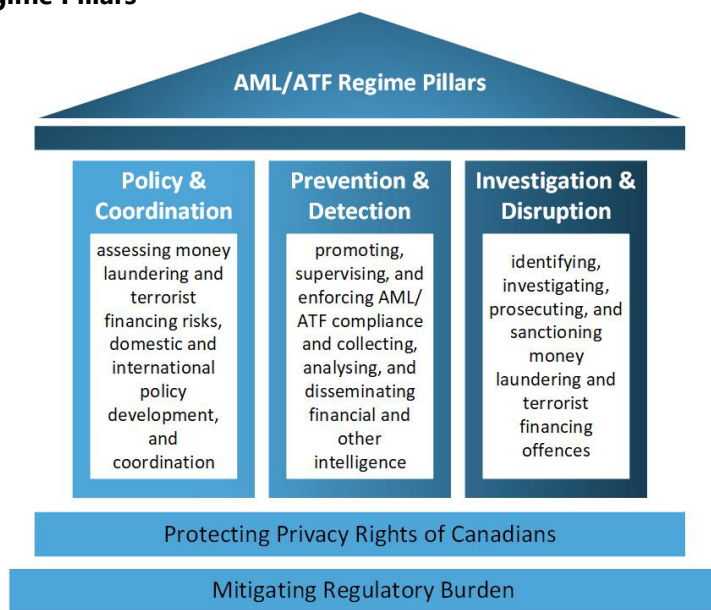 AML/ATF Regime Pillars
Policy &
Coordination
assessing money
laundering and
terrorist
financing risks,
domestic and
international
policy
development,
and
coordination
Prevention &
Detection
promoting,
supervising, and
enforcing AML/
ATF compliance
and collecting,
analysing, and
disseminating
financial and
other
intelligence
Investigation &
Disruption
identifying,
investigating,
prosecuting, and
sanctioning
money
laundering and
terrorist
financing
offences
Protecting Privacy Rights of Canadians
Mitigating Regulatory Burden